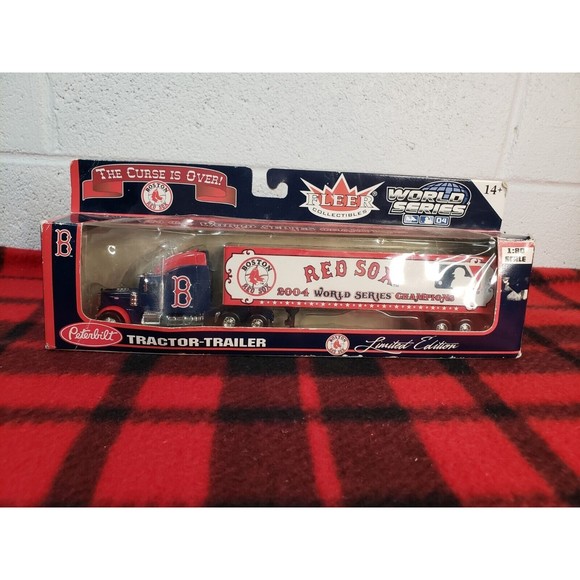 THE CURSE IS OVER!
BOSTON
RED SOX
FLEER
COLLECTIBLES
WORLD
SERIES
04
14+
B
1:80
SCALE
BOSTON
RED SOX
RED SOX
2004 WORLD SERIES CHAMPIONS
B
Peterbilt
TRACTOR-TRAILER
Limited Edition